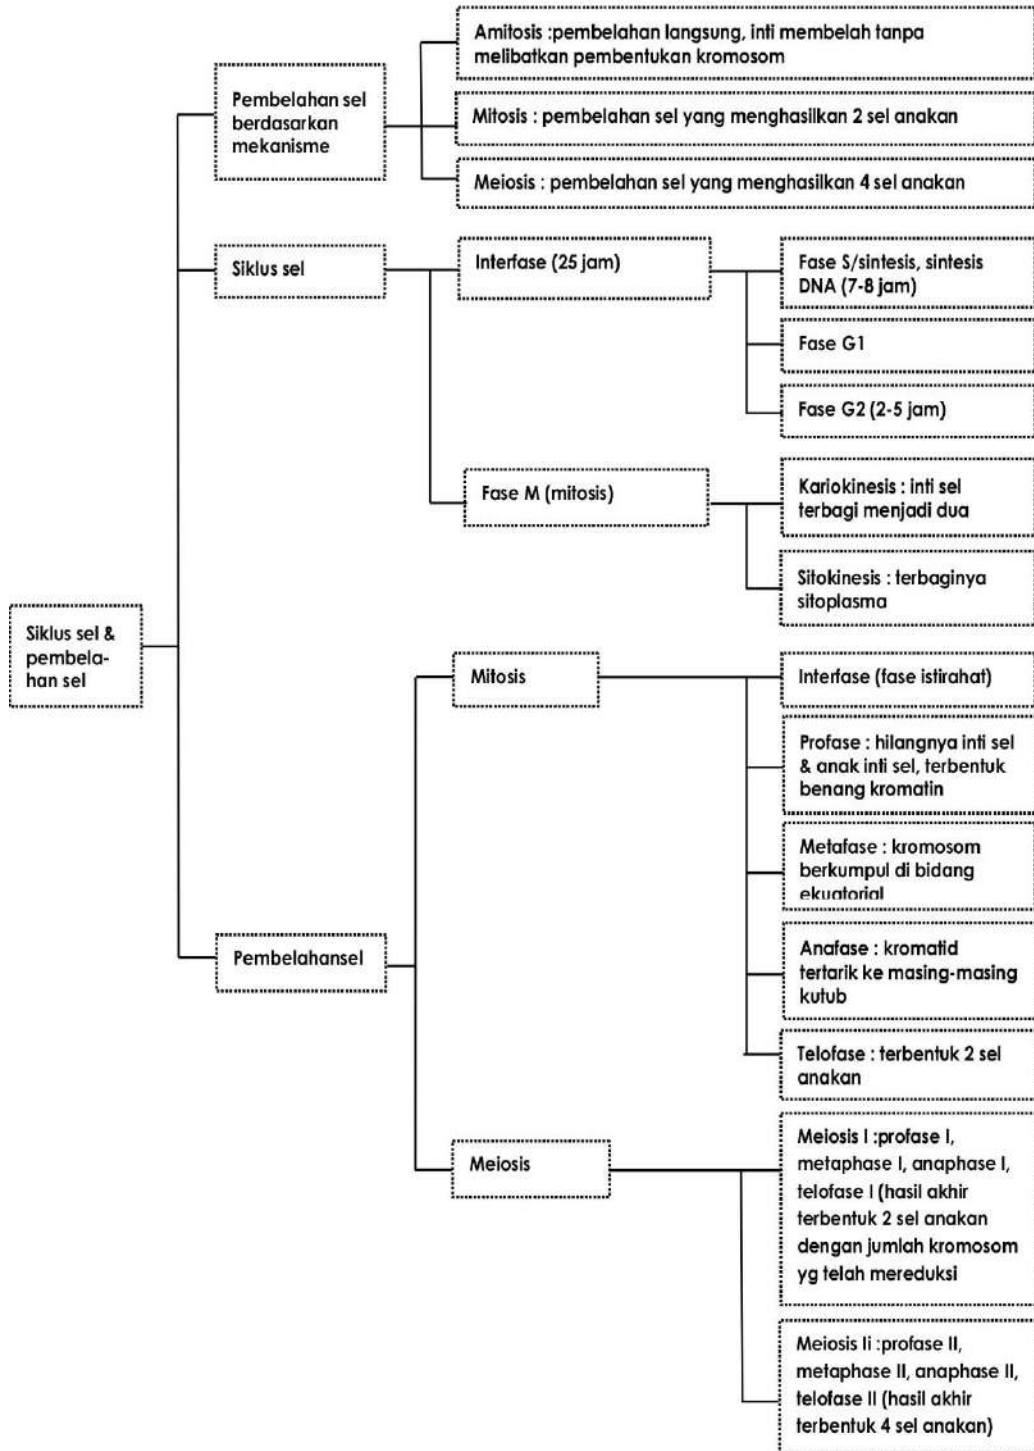 Amitosis :pembelahan langsung, inti membelah tanpa
melibatkan pembentukan kromosom
Pembelahan sel
berdasarkan
mekanisme
Mitosis : pembelahan sel yang menghasilkan 2 sel anakan
Meiosis : pembelahan sel yang menghasilkan 4 sel anakan
Siklus sel
Interfase (25 jam)
Fase S/sintesis, sintesis
DNA (7-8 jam)
Fase G1
Fase G2 (2-5 jam)
Fase M (mitosis)
Kariokinesis : inti sel
terbagi menjadi dua
Sitokinesis : terbaginya
sitoplasma
Siklus sel &
pembela-
han sel
Mitosis
Interfase (fase istirahat)
Profase : hilangnya inti sel
& anak inti sel, terbentuk
benang kromatin
Metafase : kromosom
berkumpul di bidang
ekuatorial
Pembelahansel
Anafase : kromatid
tertarik ke masing-masing
kutub
Telofase : terbentuk 2 sel
anakan
Meiosis
Meiosis I :profase I,
metaphase I, anaphase I,
telofase I (hasil akhir
terbentuk 2 sel anakan
dengan jumlah kromosom
yg telah mereduksi
Meiosis Ii :profase II,
metaphase II, anaphase II,
telofase II (hasil akhir
terbentuk 4 sel anakan)